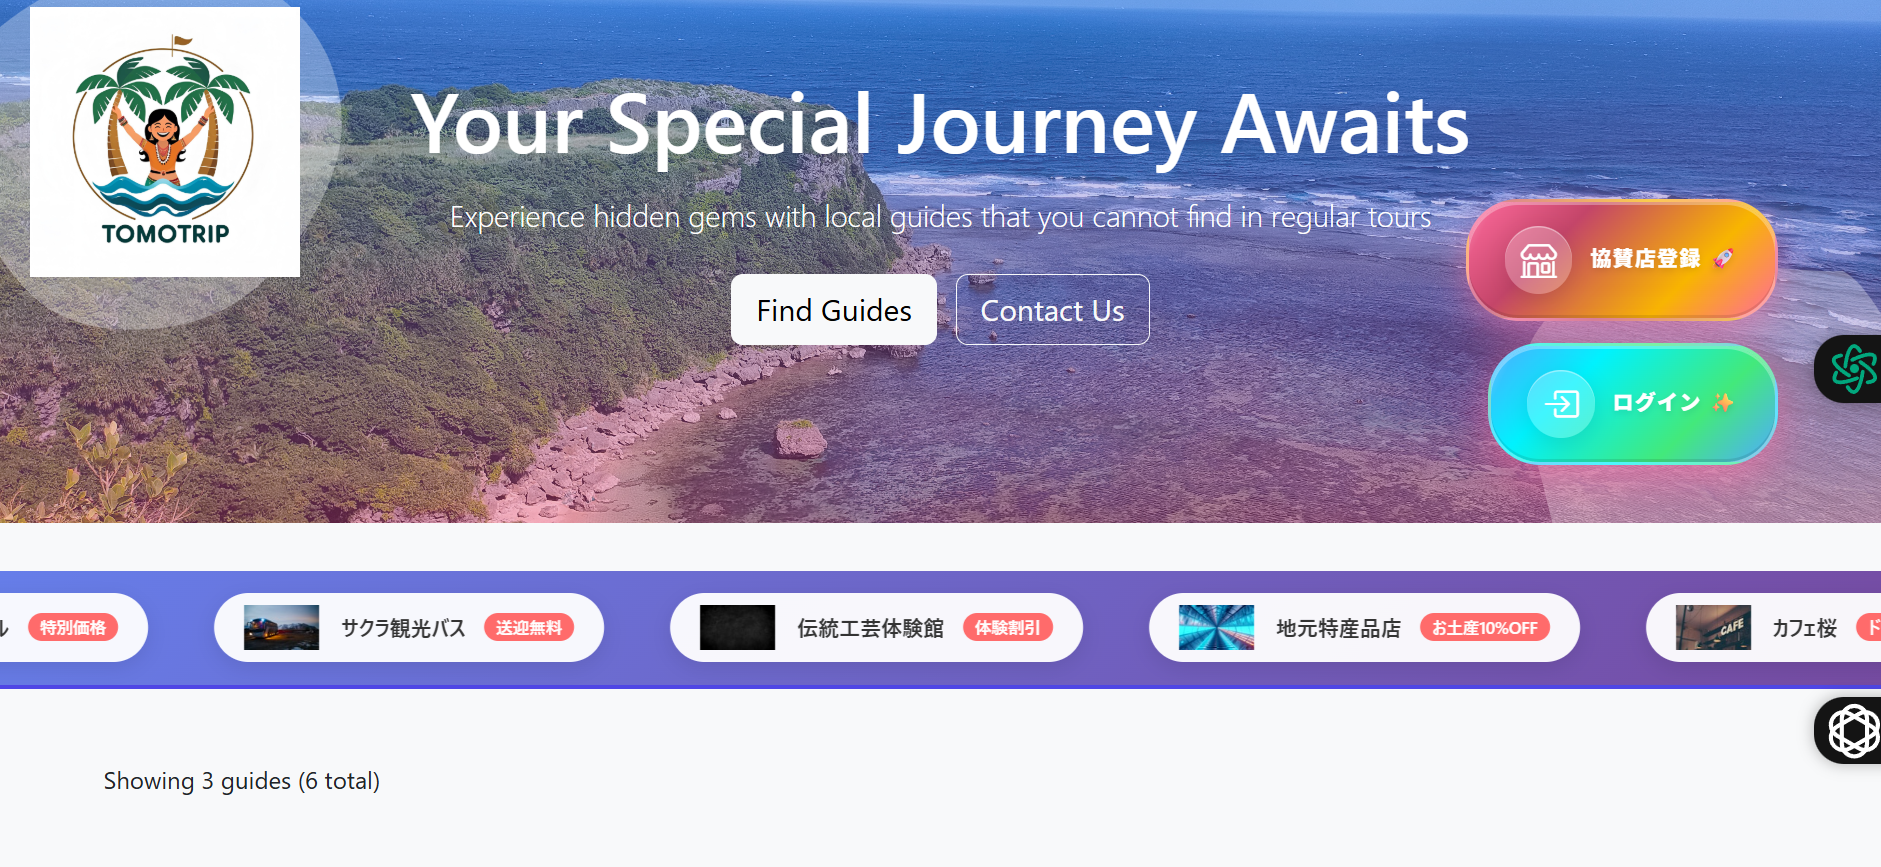 TOMOTRIP
Your Special Journey Awaits
Experience hidden gems with local guides that you cannot find in regular tours
Find Guides
Contact Us
協賛店登録 🚀
ログイン ✨
ル 特別価格
サクラ観光バス 送迎無料
伝統工芸体験館 体験割引
地元特産品店 お土産10%OFF
CAFE
カフェ桜 ド
Showing 3 guides (6 total)